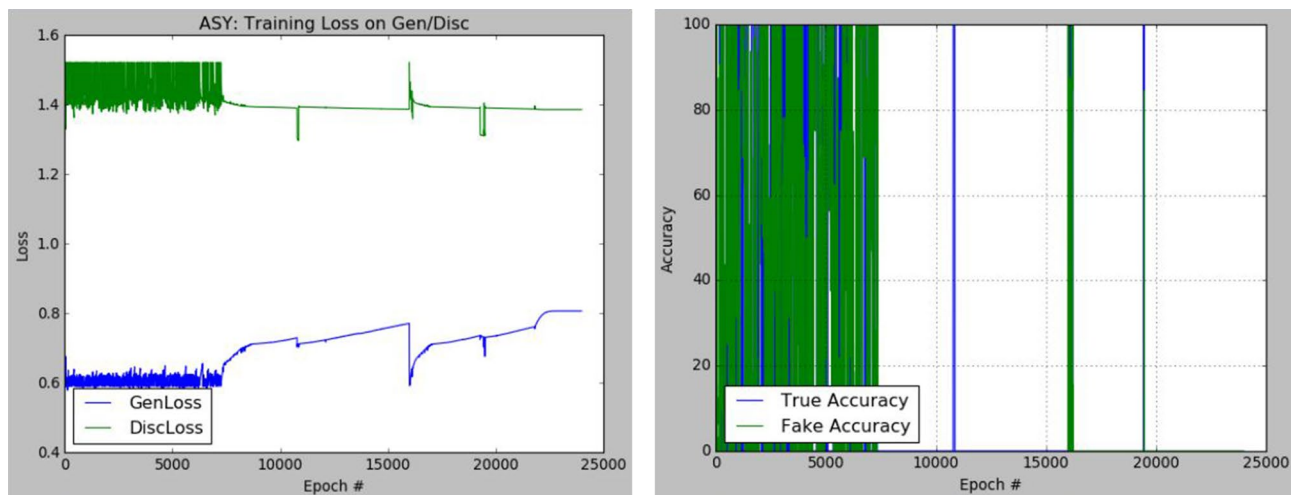 ASY: Training Loss on Gen/Disc
1.6
1.4
1.2
1.0
0.8
0.6
0.4
Loss
GenLoss
DiscLoss
0
5000
10000
15000
20000
25000
Epoch #
100
80
60
40
20
0
Accuracy
True Accuracy
Fake Accuracy
0
5000
10000
15000
20000
25000
Epoch #